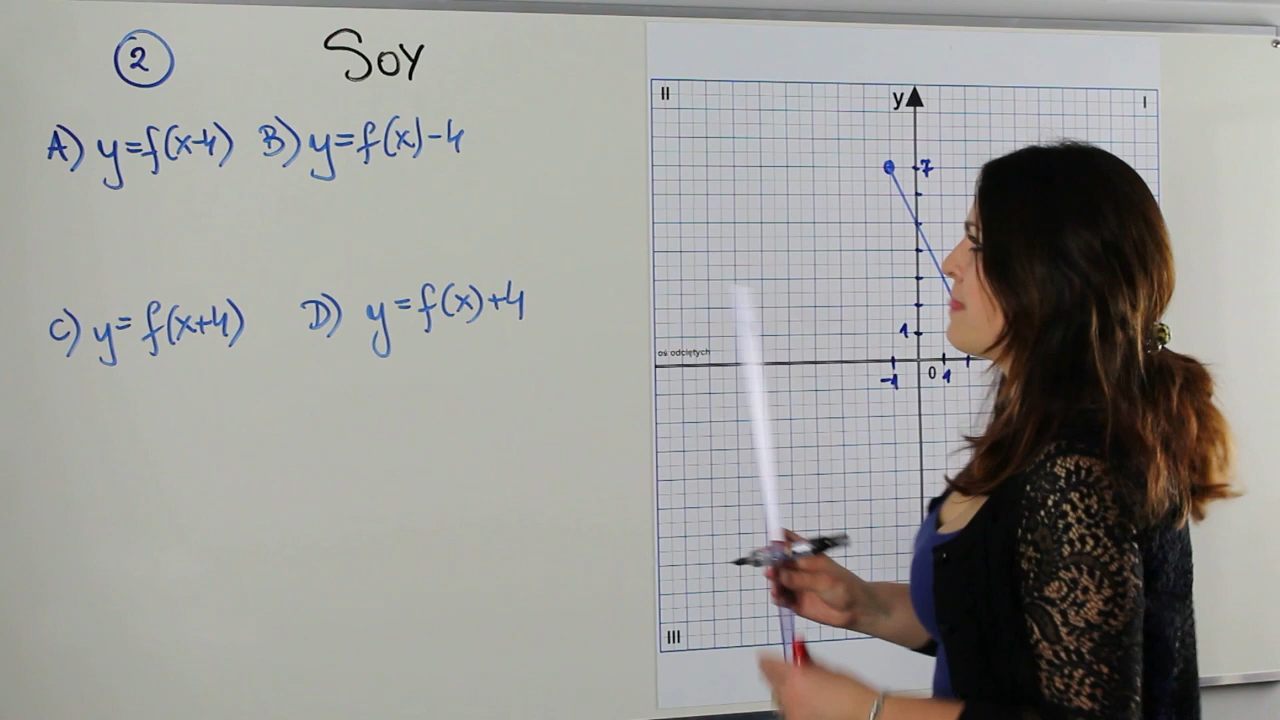 ② SOY
A) y=f(x-4) B) y=f(x)-4
C) y=f(x+4) D) y=f(x)+4
II y I
7
1
oś odciętych
-1 0 1
III